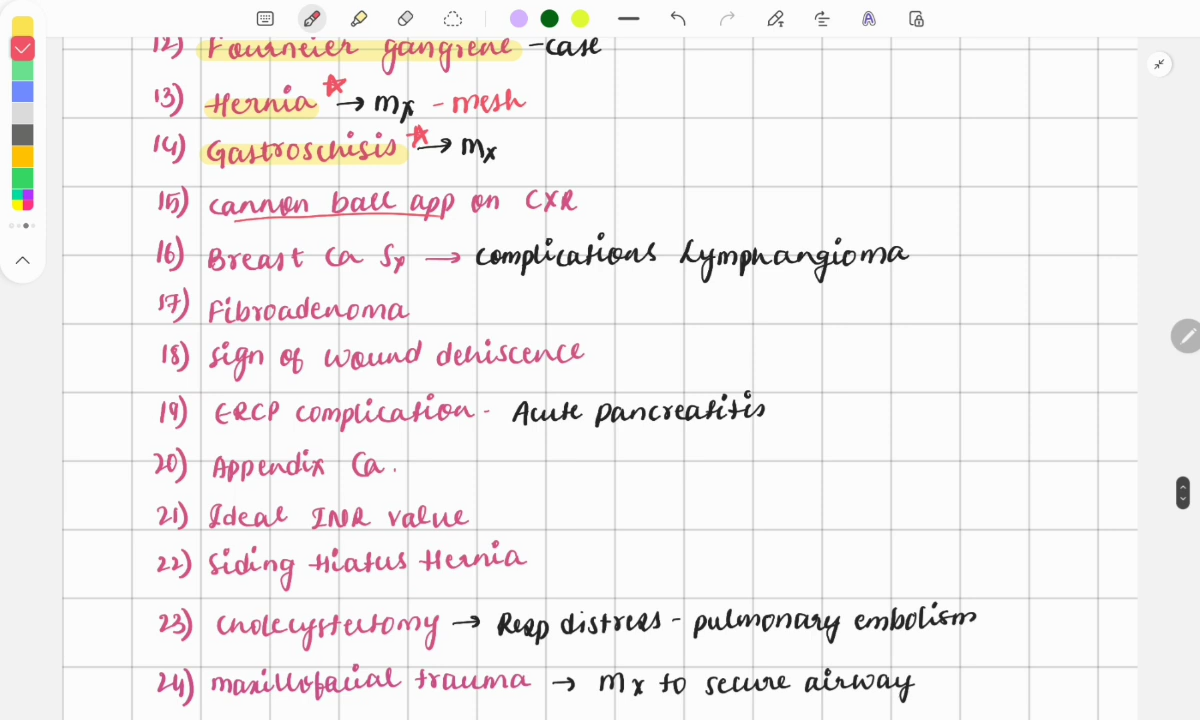 12) Fourneier gangrene - case
13) Hernia ☆ → Mx - mesh
14) Gastroschisis ☆ → Mx
15) cannon ball app on CXR
16) Breast Ca Sx → complications Lymphangioma
17) Fibroadenoma
18) Sign of wound dehiscence
19) ERCP complication - Acute pancreatitis
20) Appendix Ca.
21) Ideal INR value
22) Siding Hiatus Hernia
23) Cholecystectomy → Resp distress - pulmonary embolism
24) maxillofacial trauma → Mx to secure airway